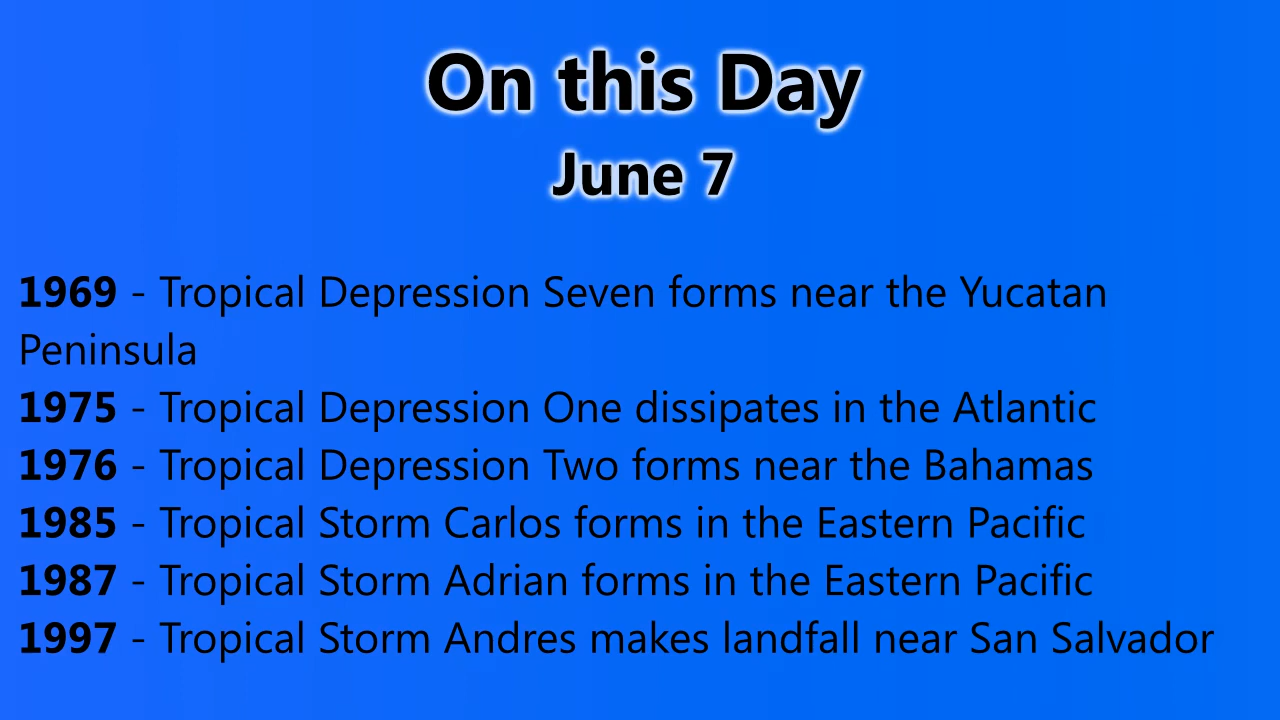 On this Day
June 7
1969 - Tropical Depression Seven forms near the Yucatan
Peninsula
1975 - Tropical Depression One dissipates in the Atlantic
1976 - Tropical Depression Two forms near the Bahamas
1985 - Tropical Storm Carlos forms in the Eastern Pacific
1987 - Tropical Storm Adrian forms in the Eastern Pacific
1997 - Tropical Storm Andres makes landfall near San Salvador